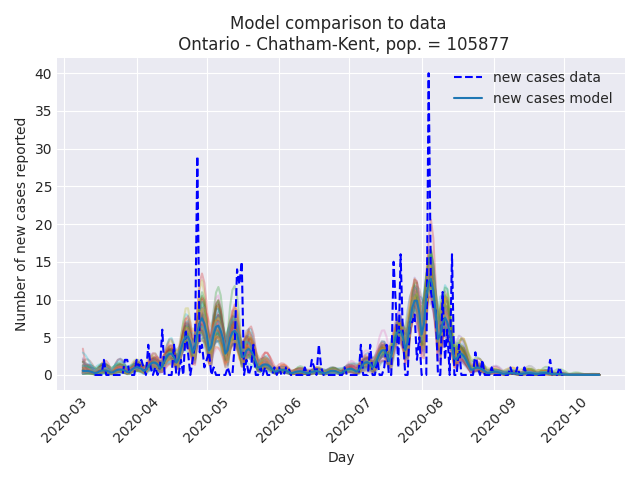 Model comparison to data
Ontario - Chatham-Kent, pop. = 105877
new cases data
new cases model
Number of new cases reported
40
35
30
25
20
15
10
5
0
2020-03
2020-04
2020-05
2020-06
2020-07
2020-08
2020-09
2020-10
Day